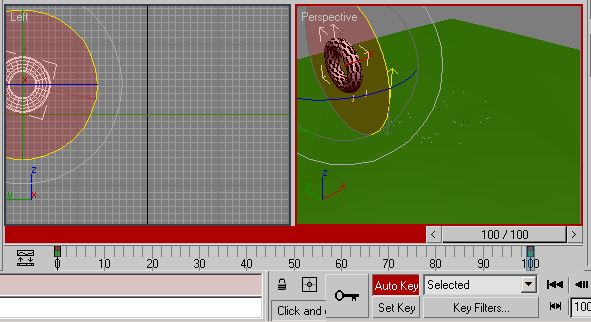 Left
Perspective
z
y
x
z
y
x
< 100 / 100 >
0 10 20 30 40 50 60 70 80 90 100
Auto Key
Selected
Click and
Set Key
Key Filters...
100